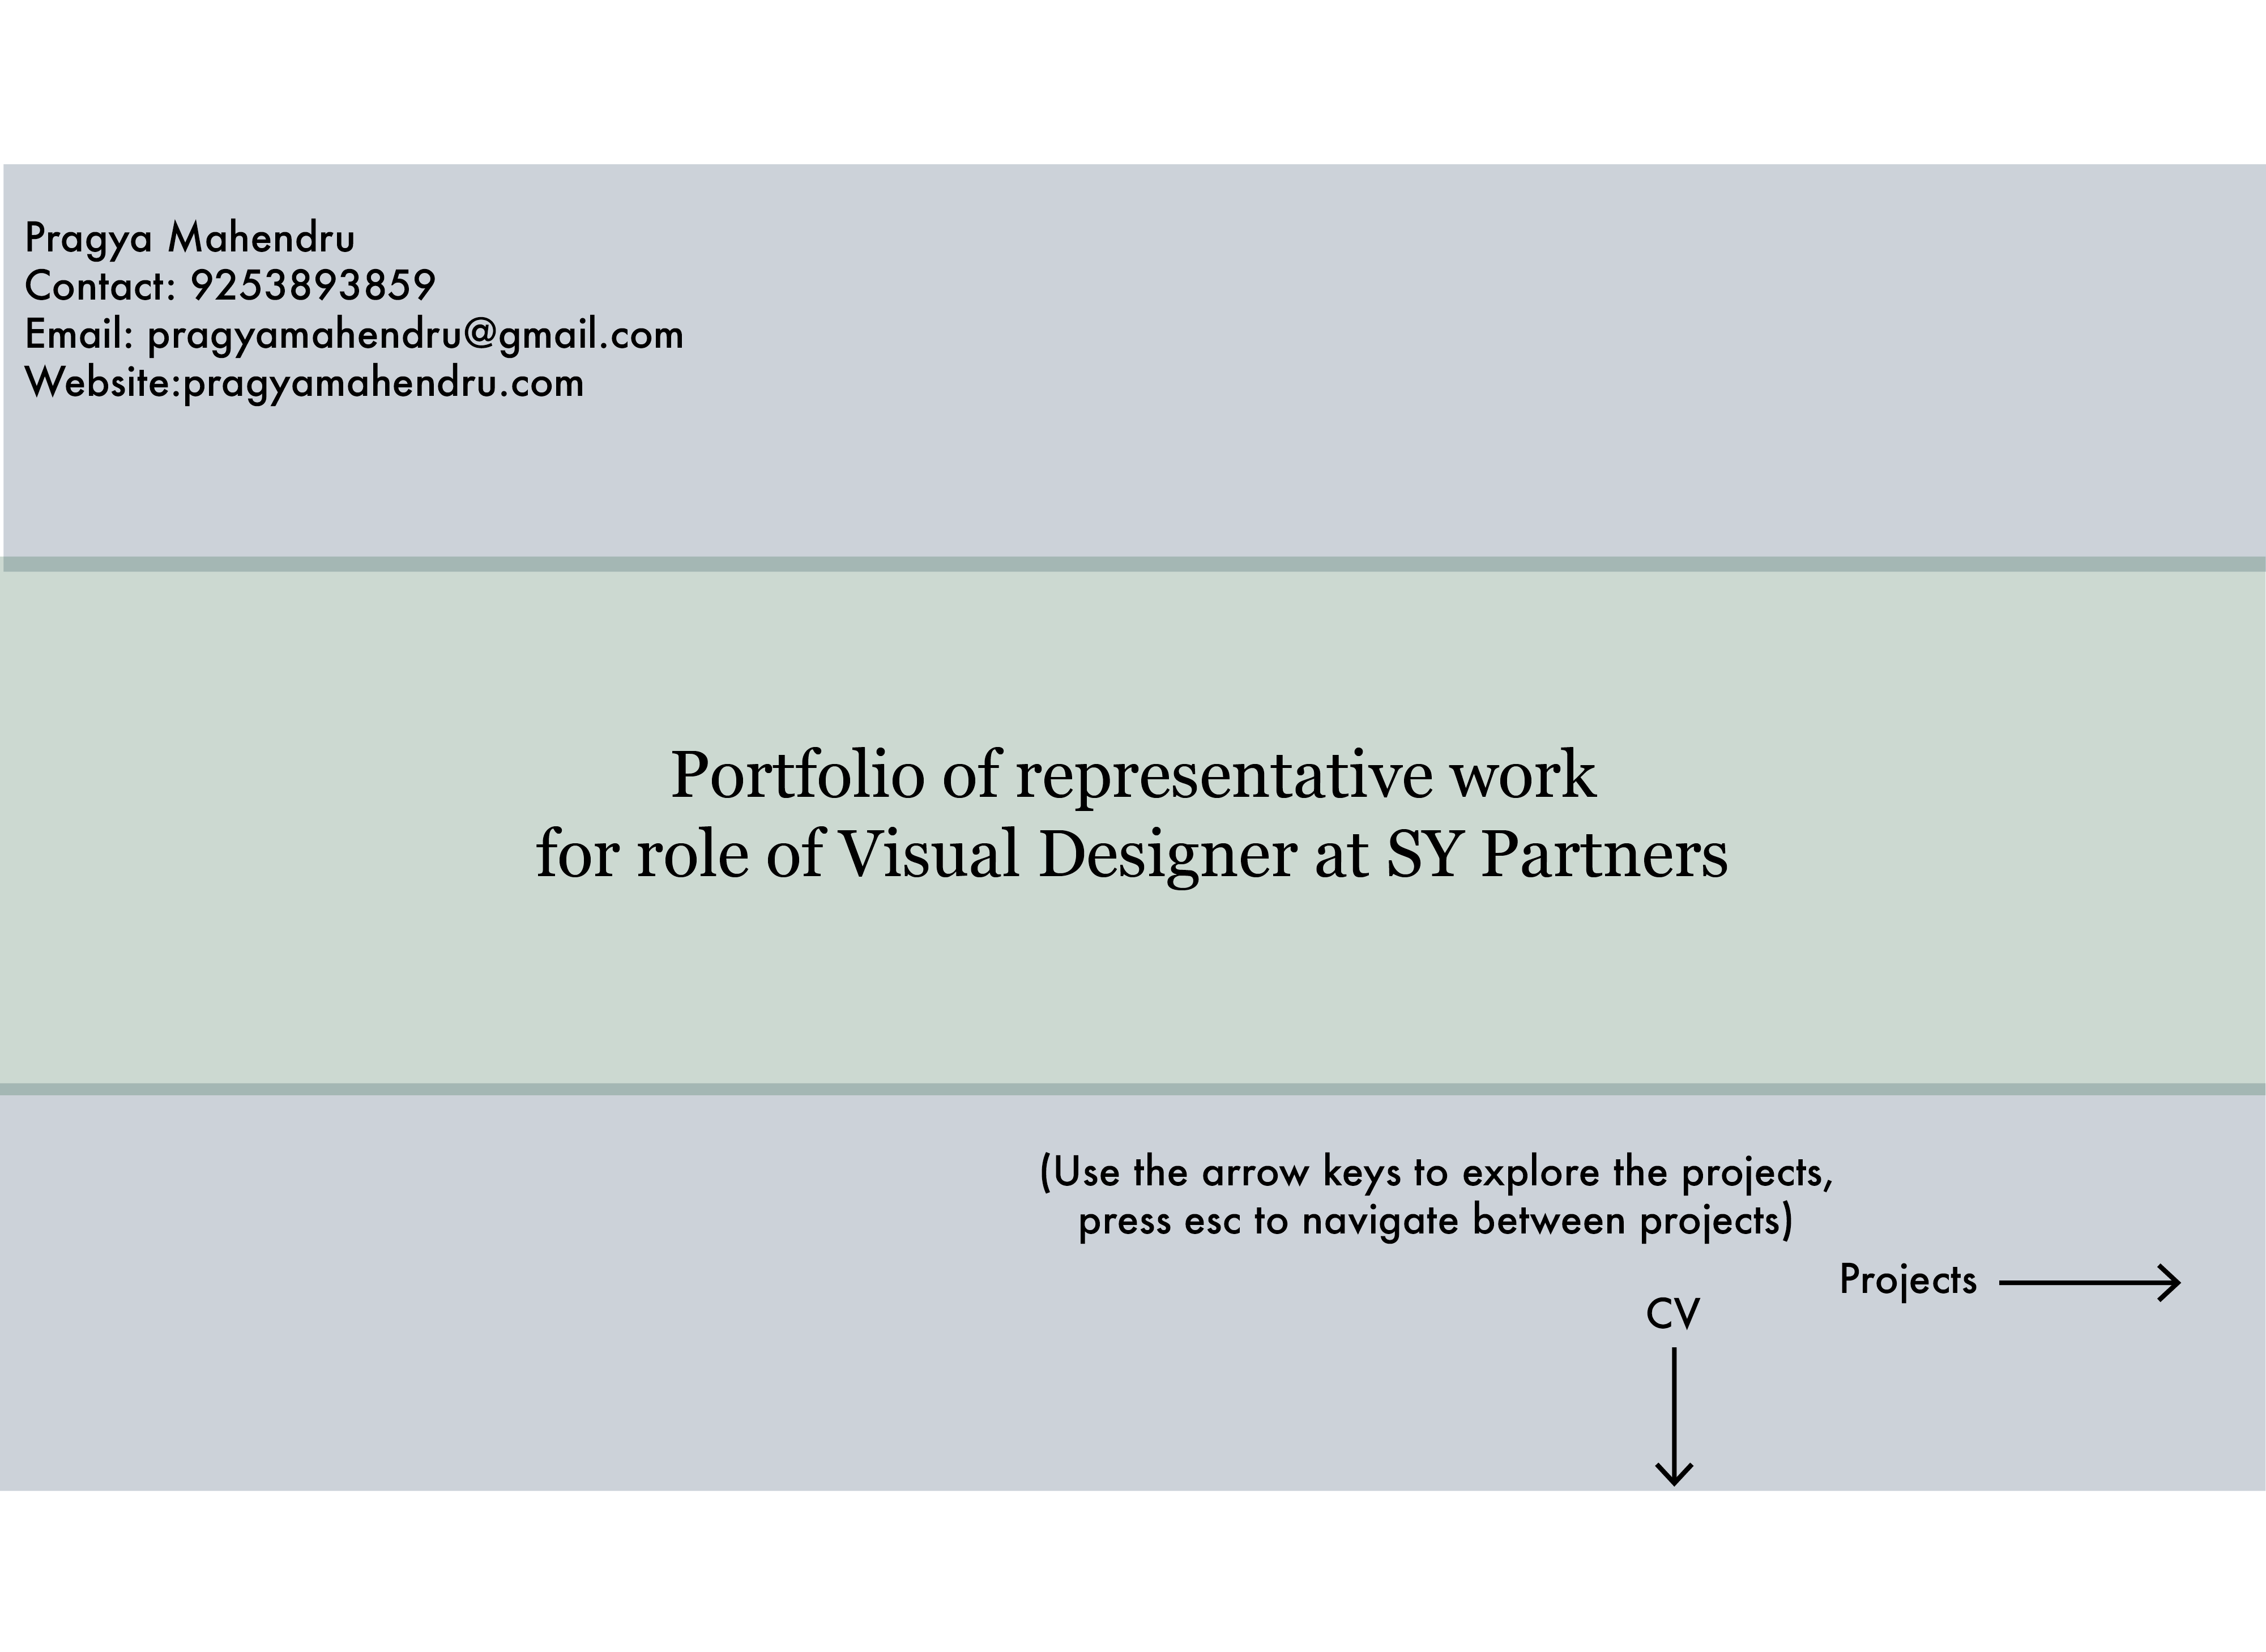 Pragya Mahendru
Contact: 9253893859
Email: pragyamahendru@gmail.com
Website:pragyamahendru.com
Portfolio of representative work
for role of Visual Designer at SY Partners
(Use the arrow keys to explore the projects,
press esc to navigate between projects)
Projects
CV